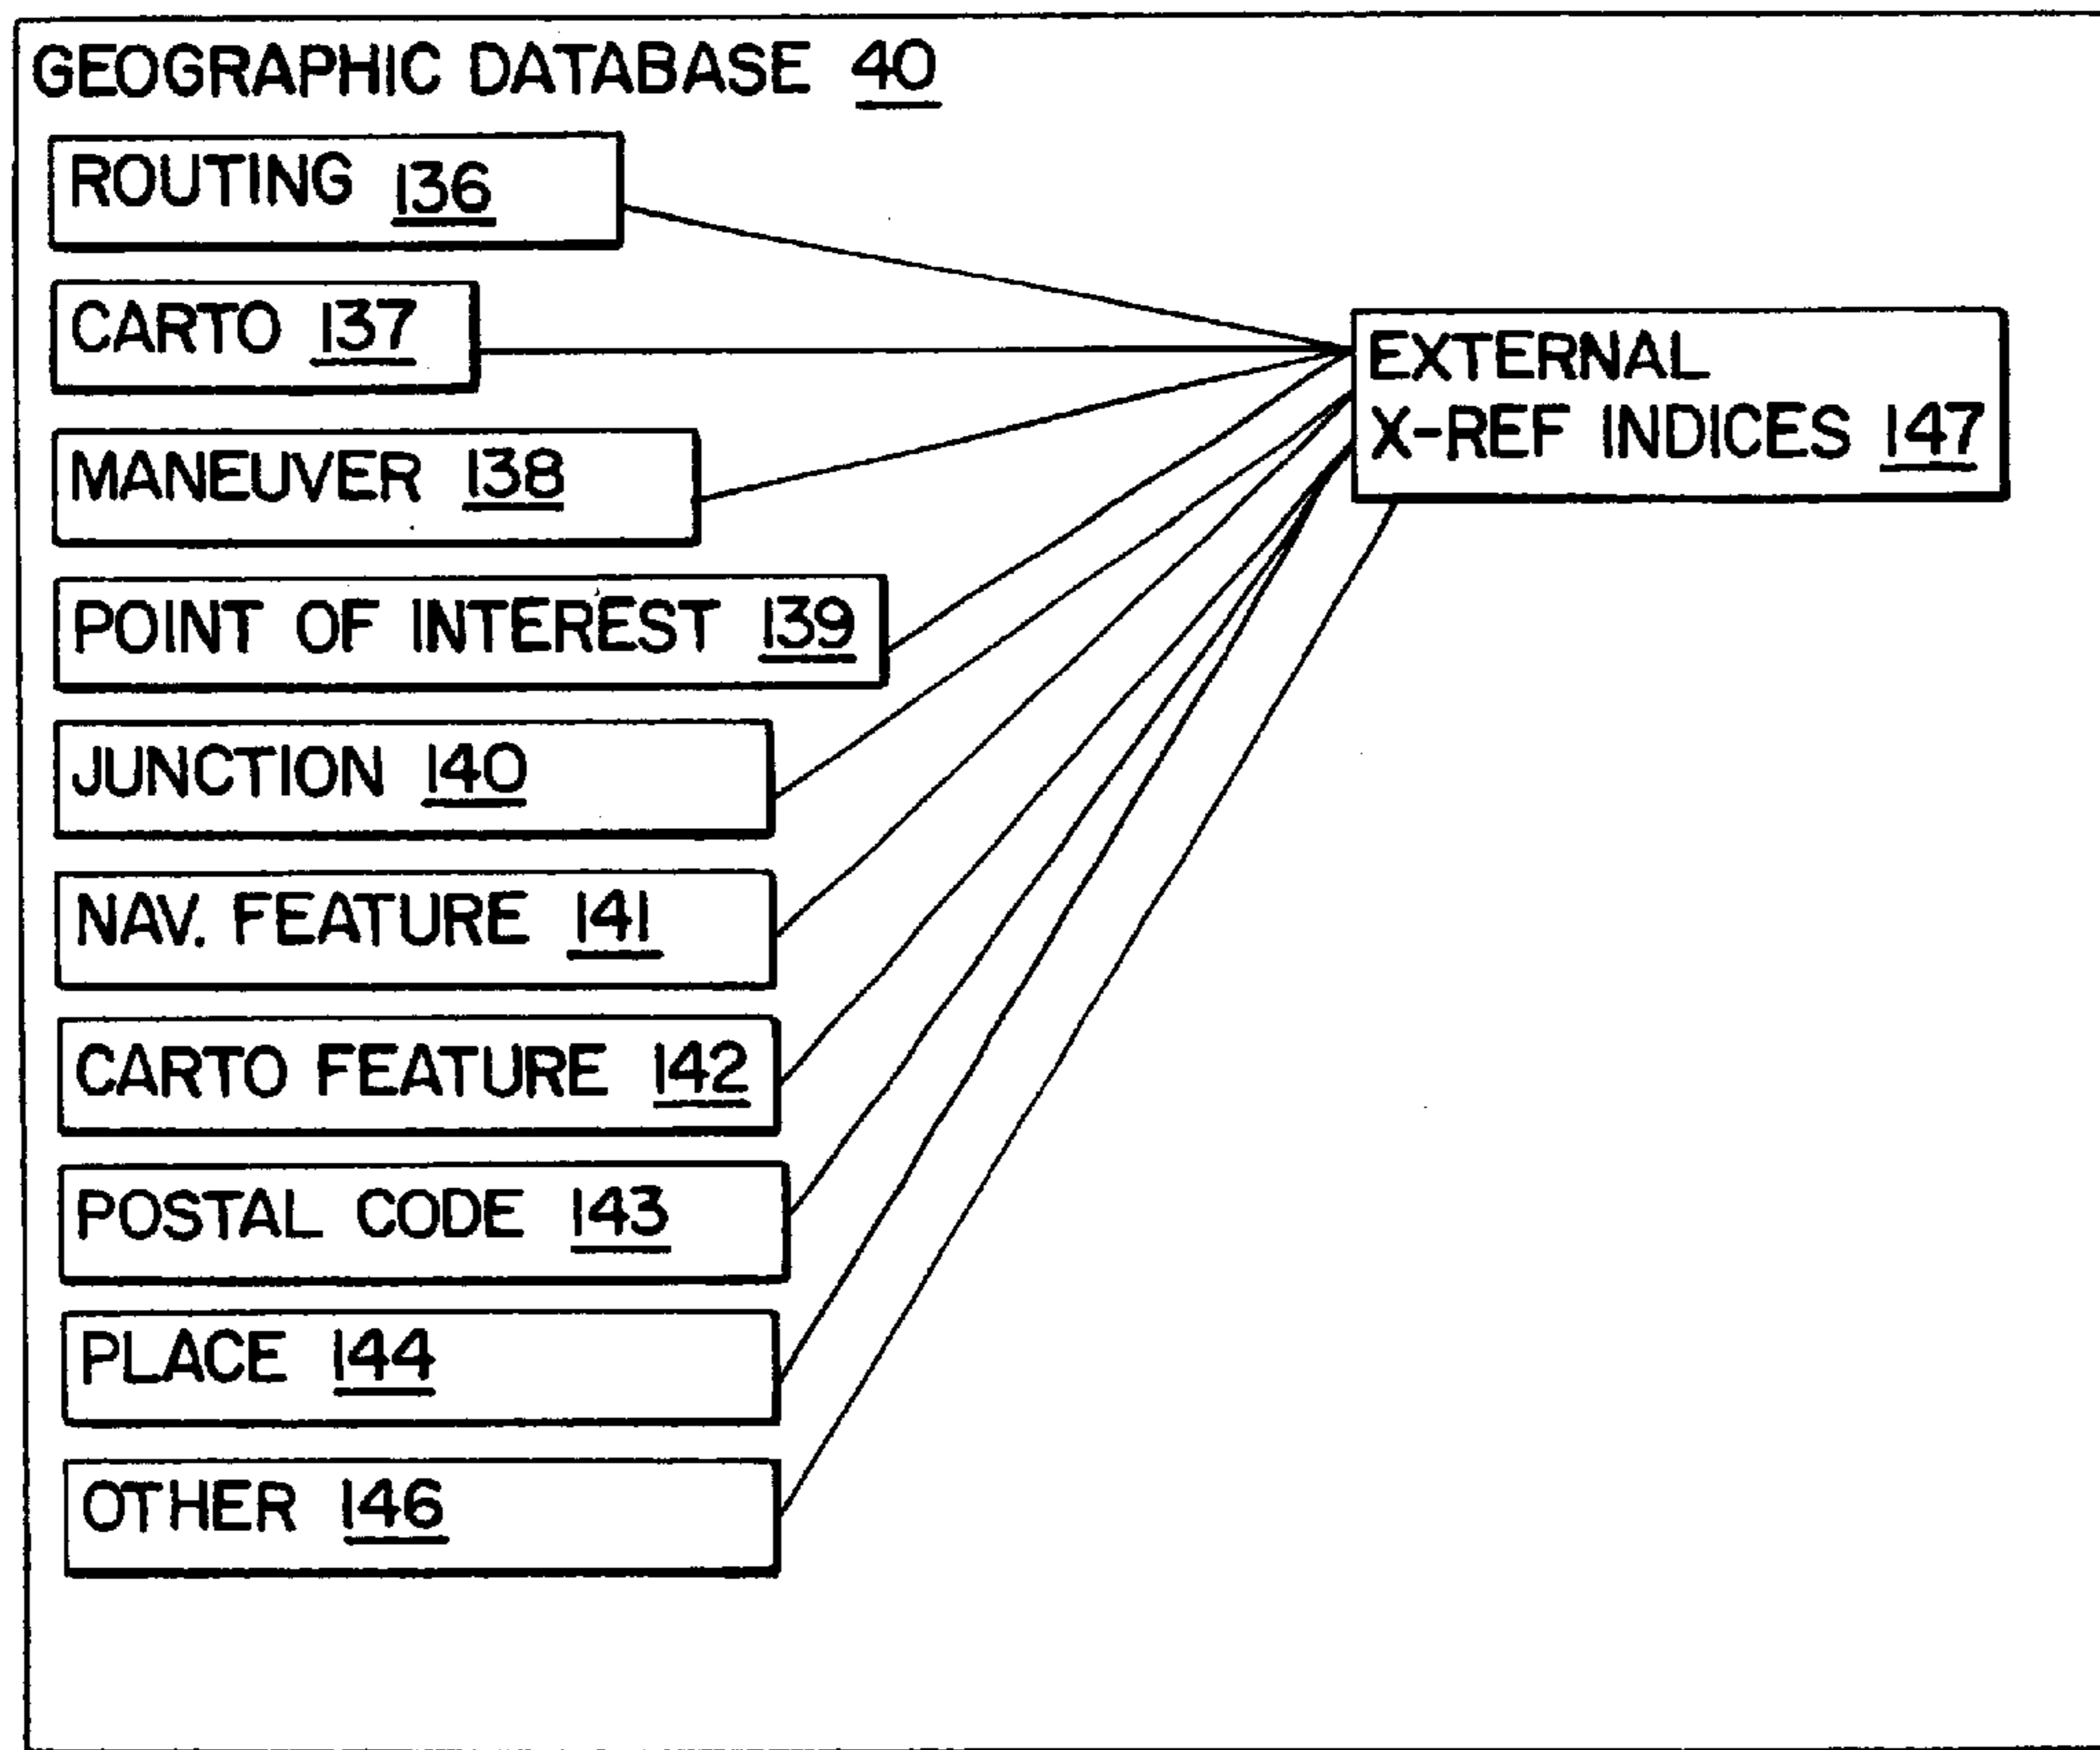 GEOGRAPHIC DATABASE 40
ROUTING 136
CARTO 137
MANEUVER 138
POINT OF INTEREST 139
JUNCTION 140
NAV. FEATURE 141
CARTO FEATURE 142
POSTAL CODE 143
PLACE 144
OTHER 146
EXTERNAL
X-REF INDICES 147